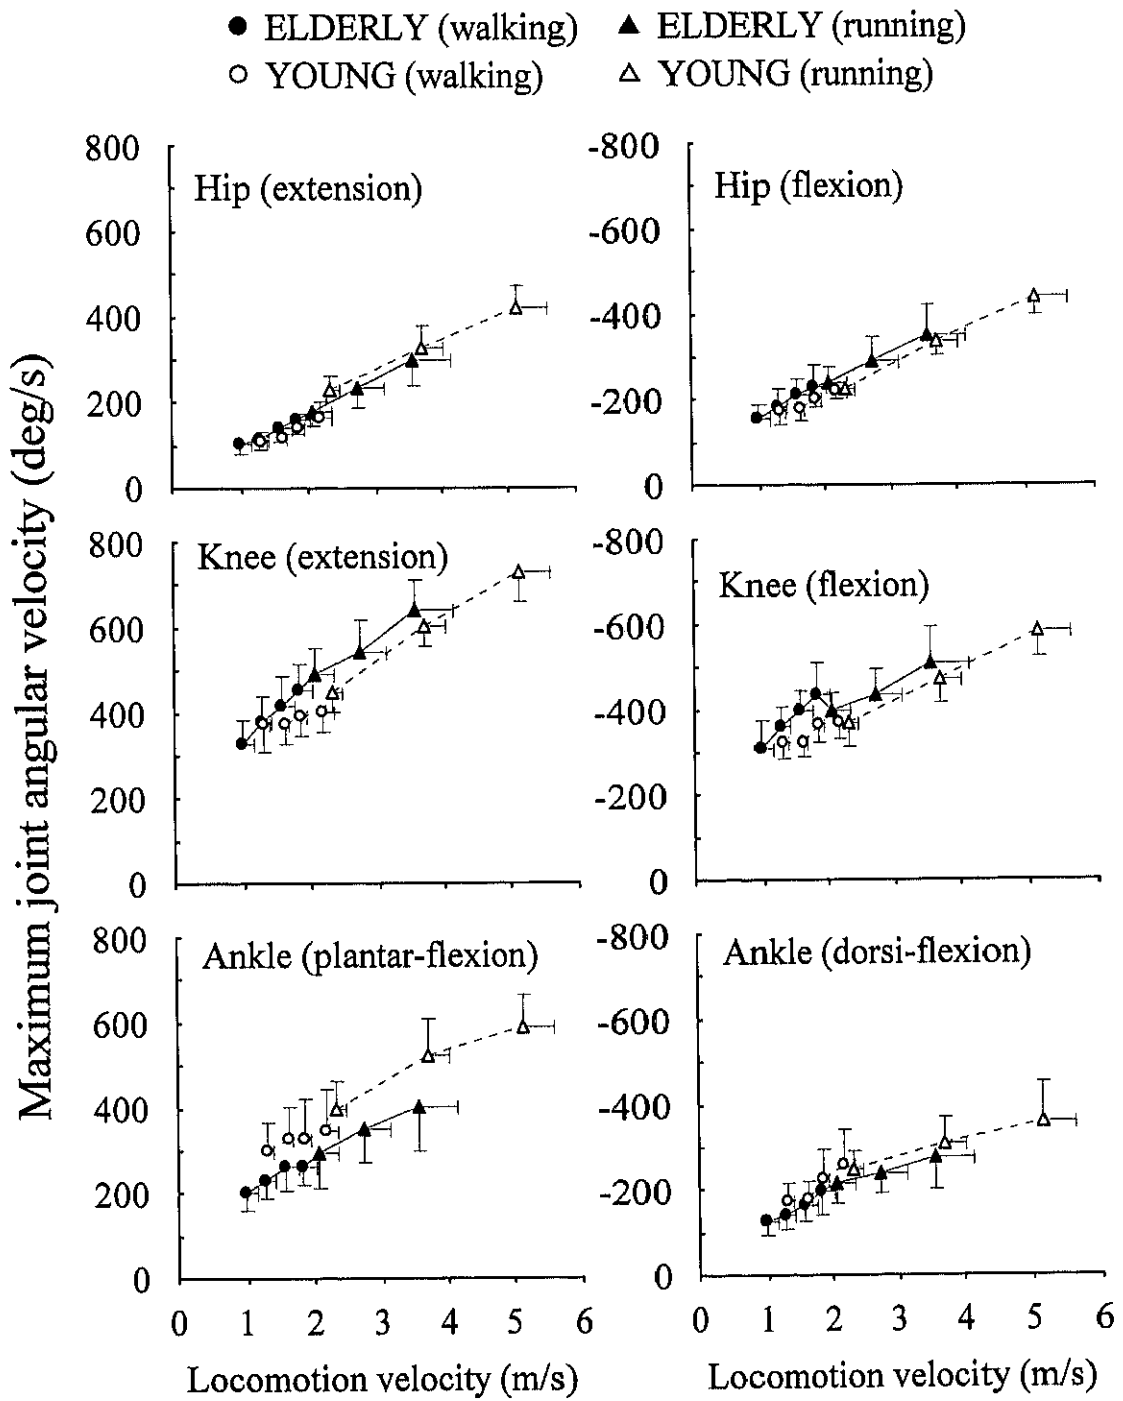 ● ELDERLY (walking) ▲ ELDERLY (running)
○ YOUNG (walking) △ YOUNG (running)
Maximum joint angular velocity (deg/s)
Hip (extension)
800
600
400
200
0
Hip (flexion)
-800
-600
-400
-200
0
Knee (extension)
800
600
400
200
0
Knee (flexion)
-800
-600
-400
-200
0
Ankle (plantar-flexion)
800
600
400
200
0
0 1 2 3 4 5 6
Locomotion velocity (m/s)
Ankle (dorsi-flexion)
-800
-600
-400
-200
0
0 1 2 3 4 5 6
Locomotion velocity (m/s)